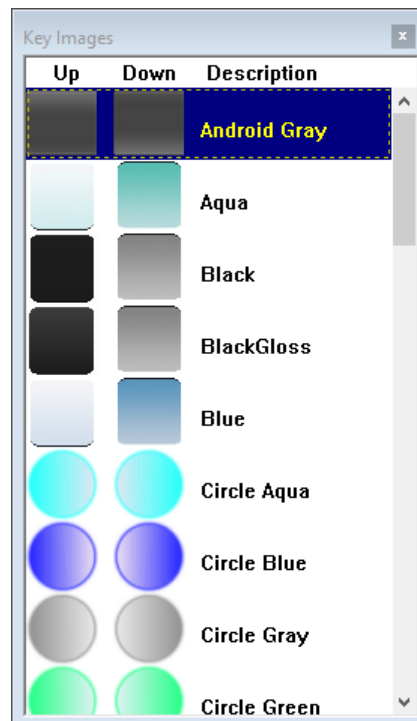 Key Images
x
Up Down Description
Android Gray
Aqua
Black
BlackGloss
Blue
Circle Aqua
Circle Blue
Circle Gray
Circle Green